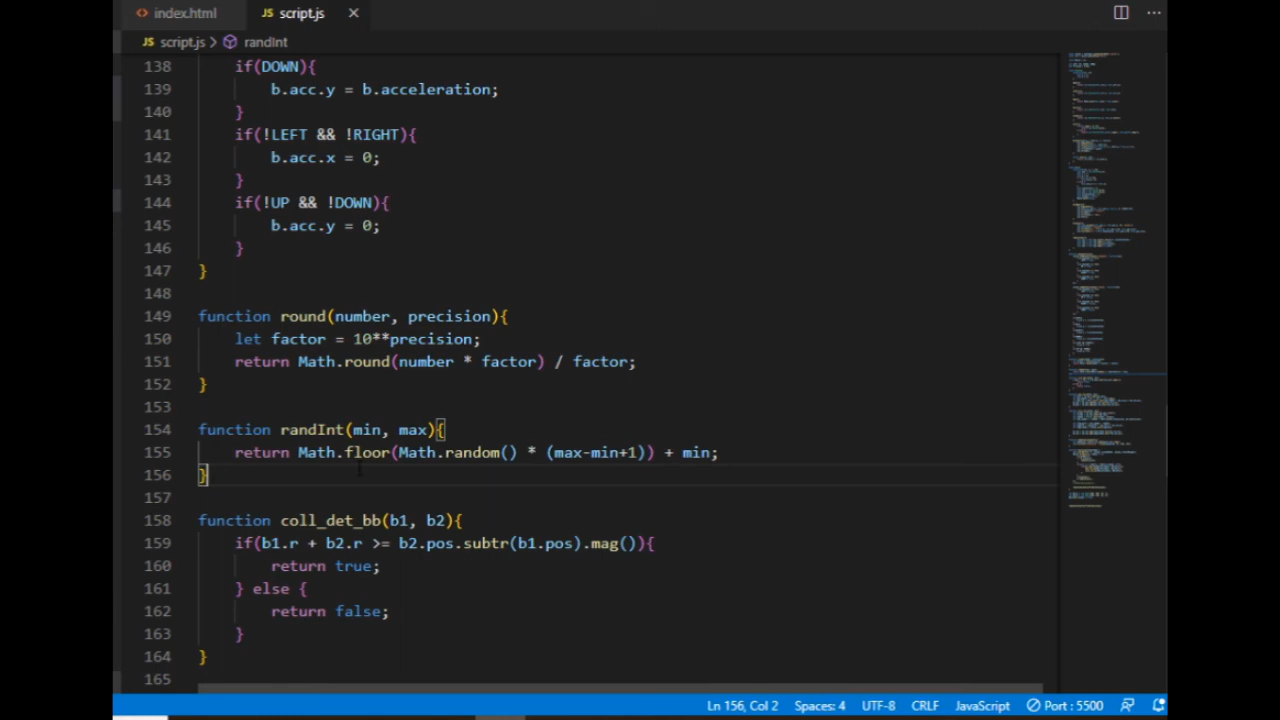 index.html JS script.js
JS script.js > randInt
138 if(DOWN){
139 b.acc.y = b.acceleration;
140 }
141 if(!LEFT && !RIGHT){
142 b.acc.x = 0;
143 }
144 if(!UP && !DOWN){
145 b.acc.y = 0;
146 }
147 }
148
149 function round(number, precision){
150 let factor = 10**precision;
151 return Math.round(number * factor) / factor;
152 }
153
154 function randInt(min, max){
155 return Math.floor(Math.random() * (max-min+1)) + min;
156 }
157
158 function coll_det_bb(b1, b2){
159 if(b1.r + b2.r >= b2.pos.subtr(b1.pos).mag()){
160 return true;
161 } else {
162 return false;
163 }
164 }
165
Ln 156, Col 2 Spaces: 4 UTF-8 CRLF JavaScript Port : 5500